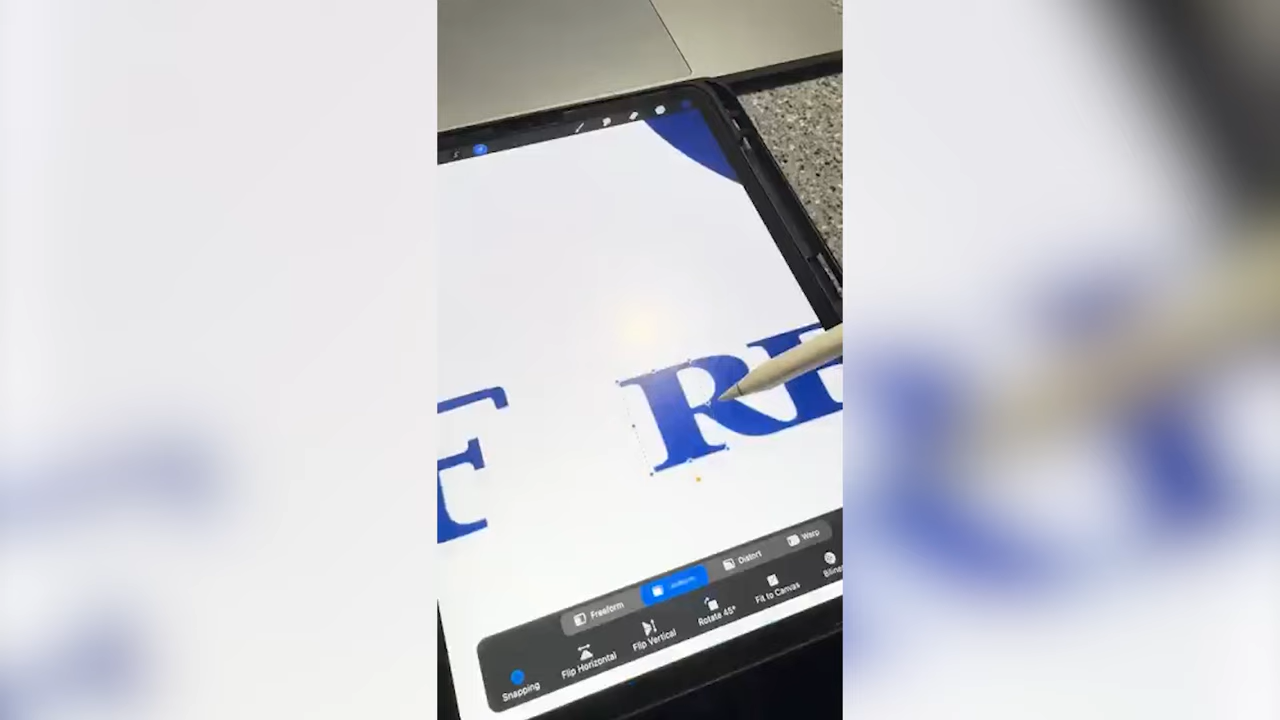 F RE
Freeform Uniform Distort Warp
Snapping Flip Horizontal Flip Vertical Rotate 45° Fit to Canvas